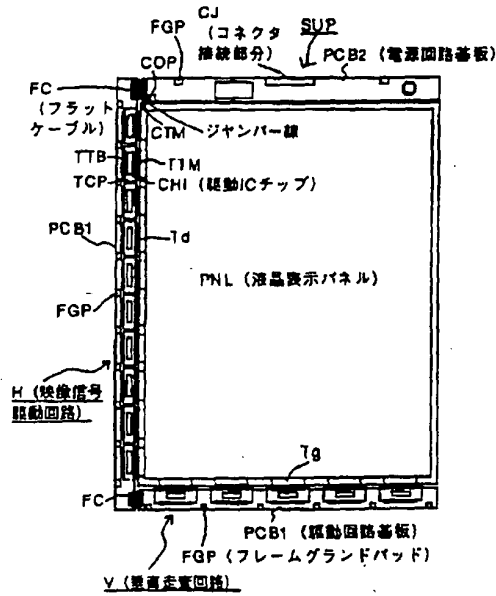 CJ
(コネクタ
接続部分)
FGP
SUP
PCB2 (電源回路基板)
COP
FC
(フラット
ケーブル)
CTM
ジャンパー線
TTB
TTM
TCP
CHI (駆動ICチップ)
PCB1
Td
PNL (液晶表示パネル)
FGP
H (映像信号
駆動回路)
Tg
FC
PCB1 (駆動回路基板)
FGP (フレームグランドパッド)
V (垂直走査回路)